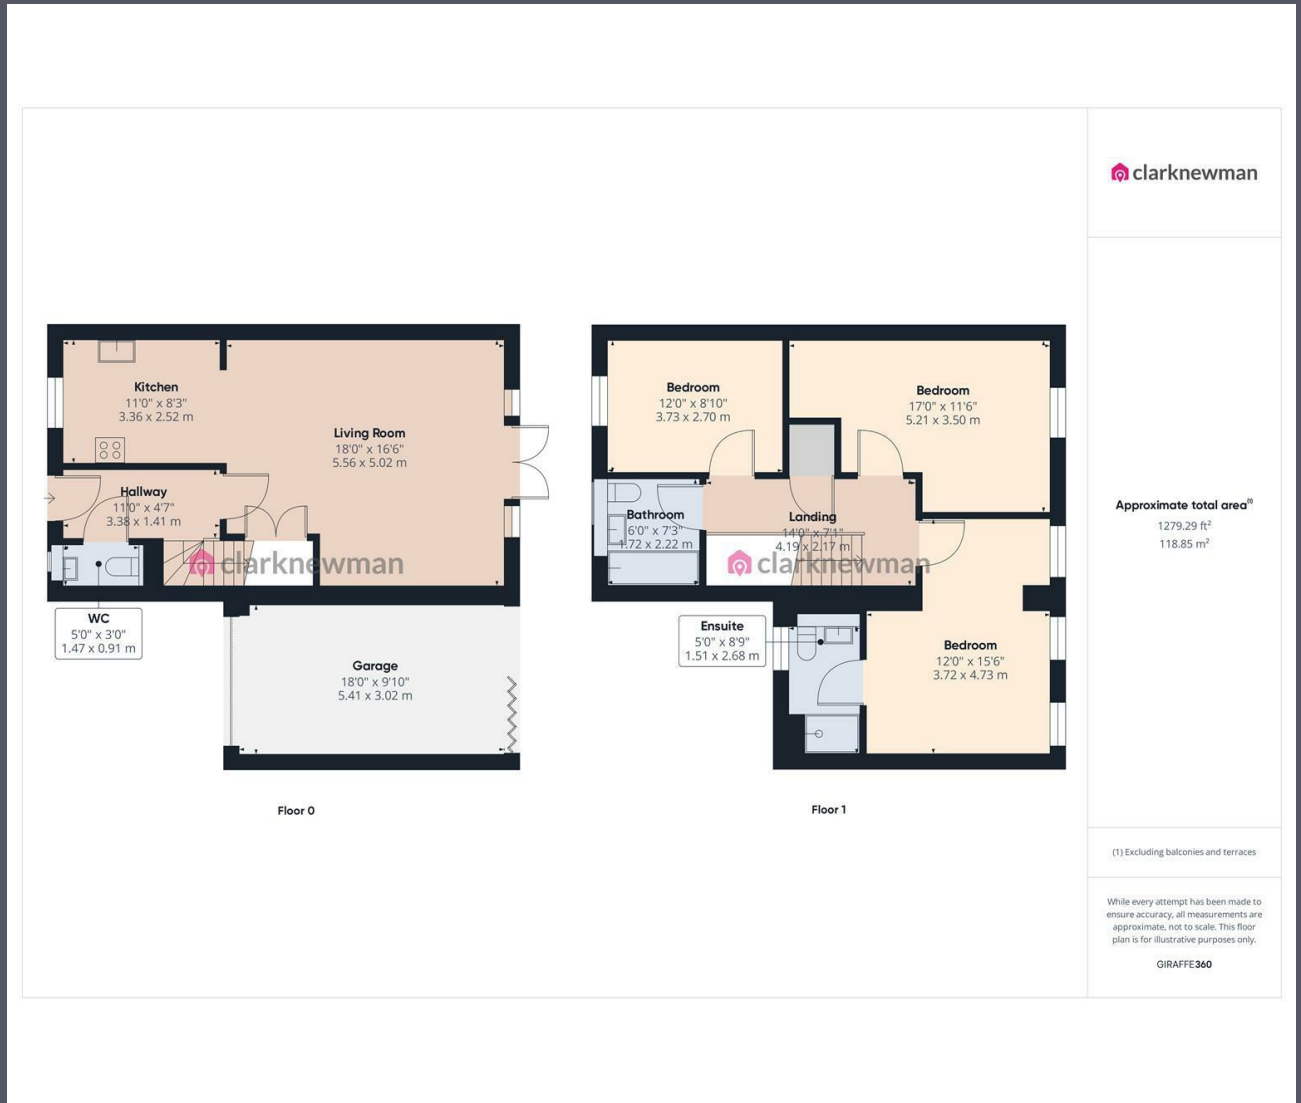 clarknewman
Kitchen
11'0" x 8'3"
3.36 x 2.52 m
Living Room
18'0" x 16'6"
5.56 x 5.02 m
Hallway
11'0" x 4'7"
3.38 x 1.41 m
clarknewman
WC
5'0" x 3'0"
1.47 x 0.91 m
Garage
18'0" x 9'10"
5.41 x 3.02 m
Floor 0
Bedroom
12'0" x 8'10"
3.73 x 2.70 m
Bedroom
17'0" x 11'6"
5.21 x 3.50 m
Bathroom
6'0" x 7'3"
1.72 x 2.22 m
Landing
14'0" x 7'1"
4.19 x 2.17 m
clarknewman
Ensuite
5'0" x 8'9"
1.51 x 2.68 m
Bedroom
12'0" x 15'6"
3.72 x 4.73 m
Floor 1
Approximate total area⁽¹⁾
1279.29 ft²
118.85 m²
(1) Excluding balconies and terraces
While every attempt has been made to
ensure accuracy, all measurements are
approximate, not to scale. This floor
plan is for illustrative purposes only.
GIRAFFE360